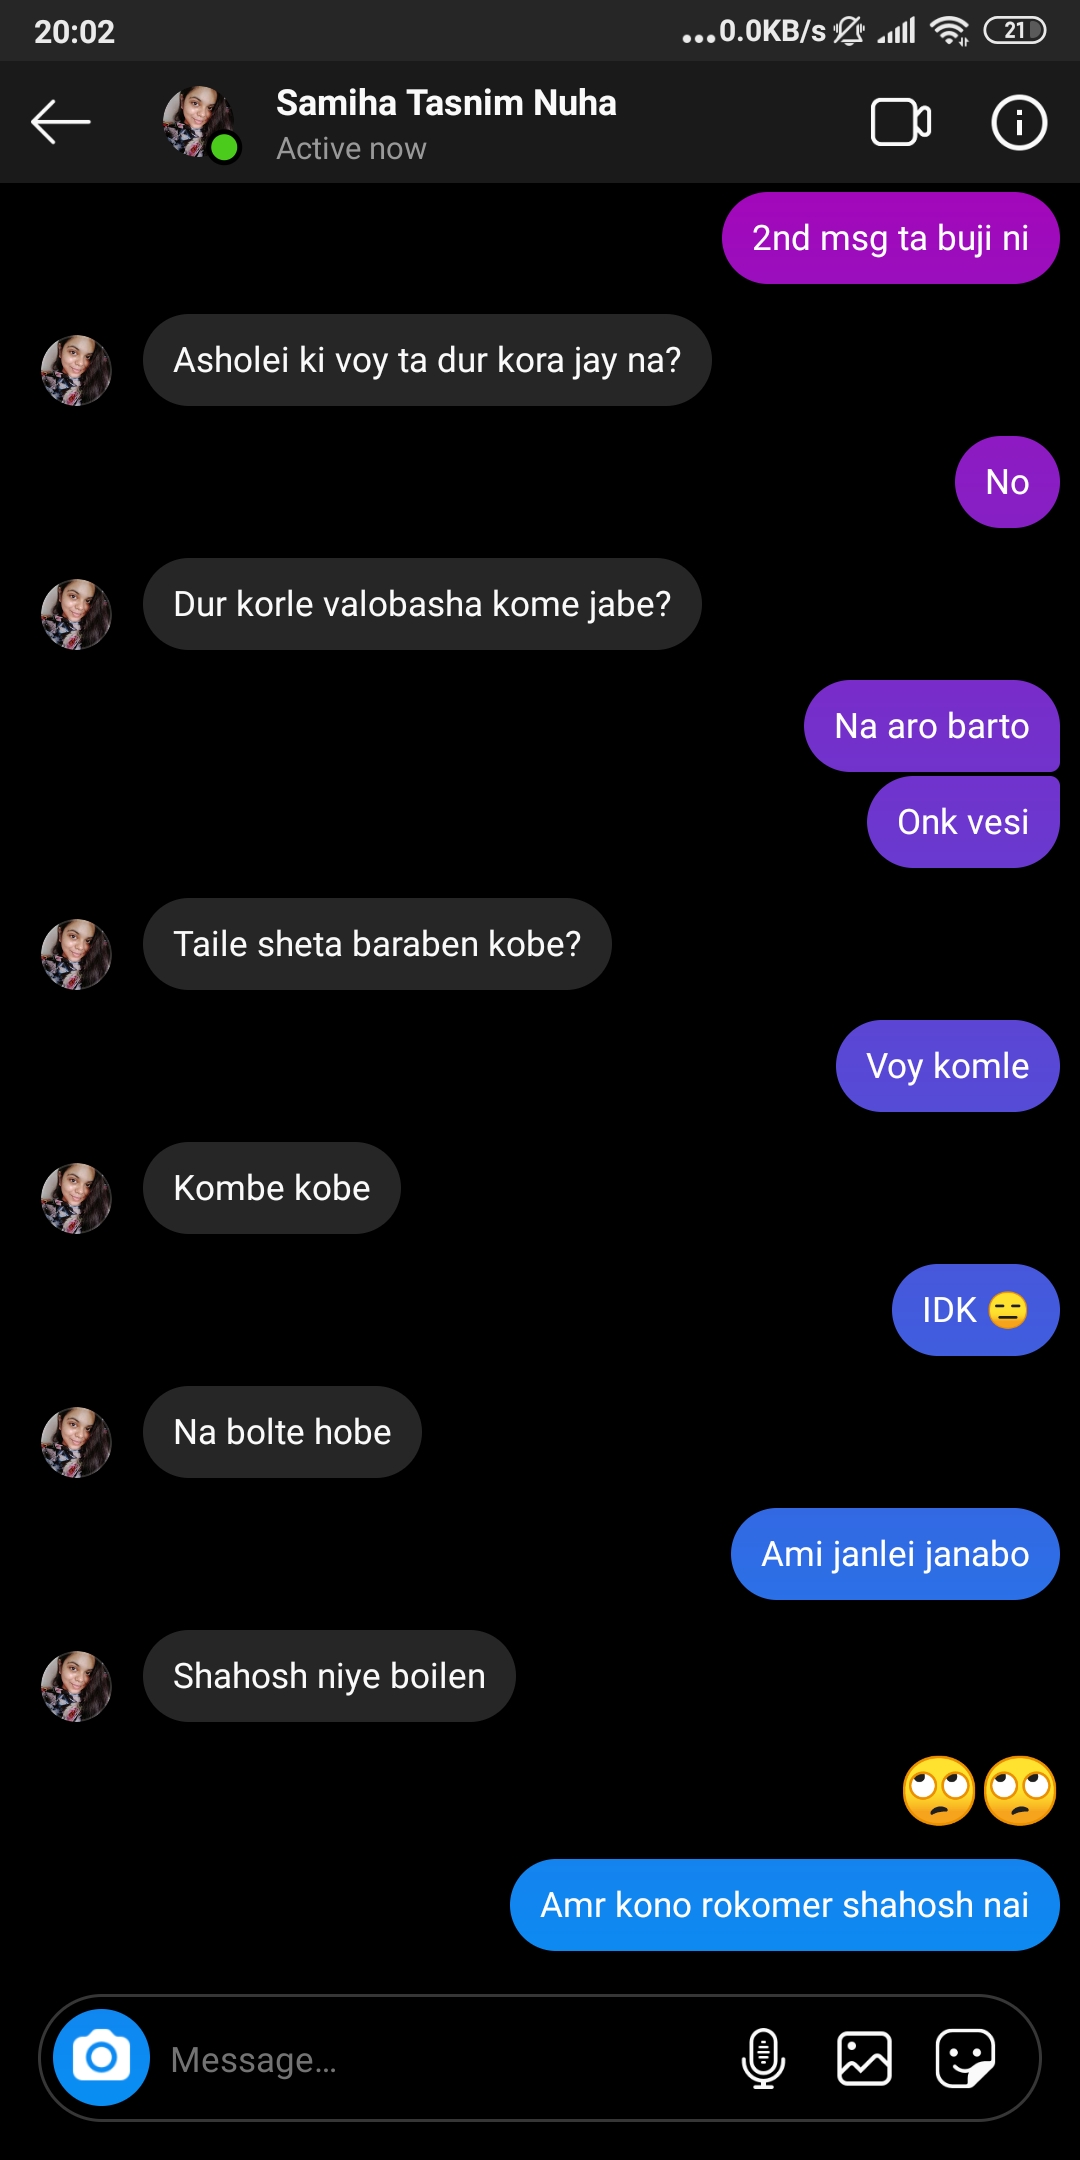 20:02
...0.0KB/s
21
Samiha Tasnim Nuha
Active now
2nd msg ta buji ni
Asholei ki voy ta dur kora jay na?
No
Dur korle valobasha kome jabe?
Na aro barto
Onk vesi
Taile sheta baraben kobe?
Voy komle
Kombe kobe
IDK 😑
Na bolte hobe
Ami janlei janabo
Shahosh niye boilen
🙄🙄
Amr kono rokomer shahosh nai
Message...